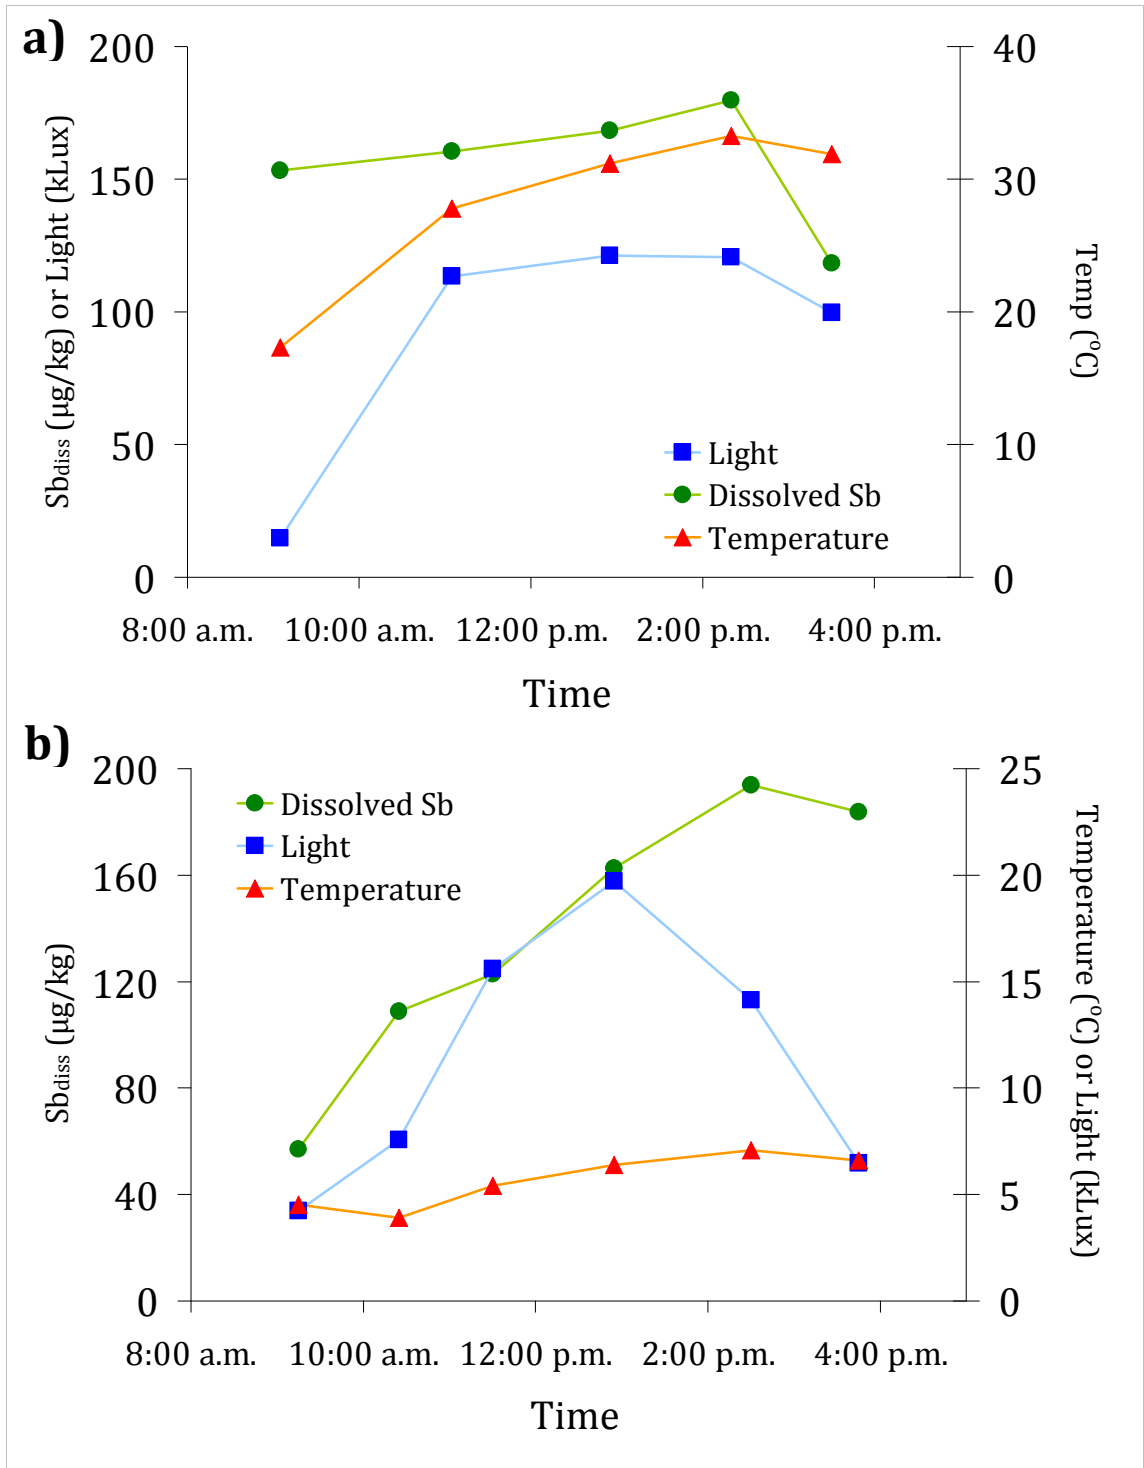 a)
200
150
100
50
0
Sbdiss (µg/kg) or Light (kLux)
40
30
20
10
0
Temp (oC)
Light
Dissolved Sb
Temperature
8:00 a.m. 10:00 a.m. 12:00 p.m. 2:00 p.m. 4:00 p.m.
Time
b)
200
160
120
80
40
0
Sbdiss (µg/kg)
25
20
15
10
5
0
Temperature (oC) or Light (kLux)
Dissolved Sb
Light
Temperature
8:00 a.m. 10:00 a.m. 12:00 p.m. 2:00 p.m. 4:00 p.m.
Time